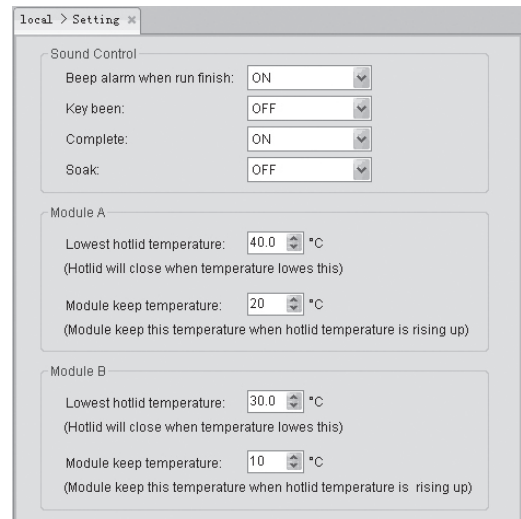 local > Setting
Sound Control
Beep alarm when run finish: ON
Key been: OFF
Complete: ON
Soak: OFF
Module A
Lowest hotlid temperature: 40.0 °C
(Hotlid will close when temperature lowes this)
Module keep temperature: 20 °C
(Module keep this temperature when hotlid temperature is rising up)
Module B
Lowest hotlid temperature: 30.0 °C
(Hotlid will close when temperature lowes this)
Module keep temperature: 10 °C
(Module keep this temperature when hotlid temperature is rising up)